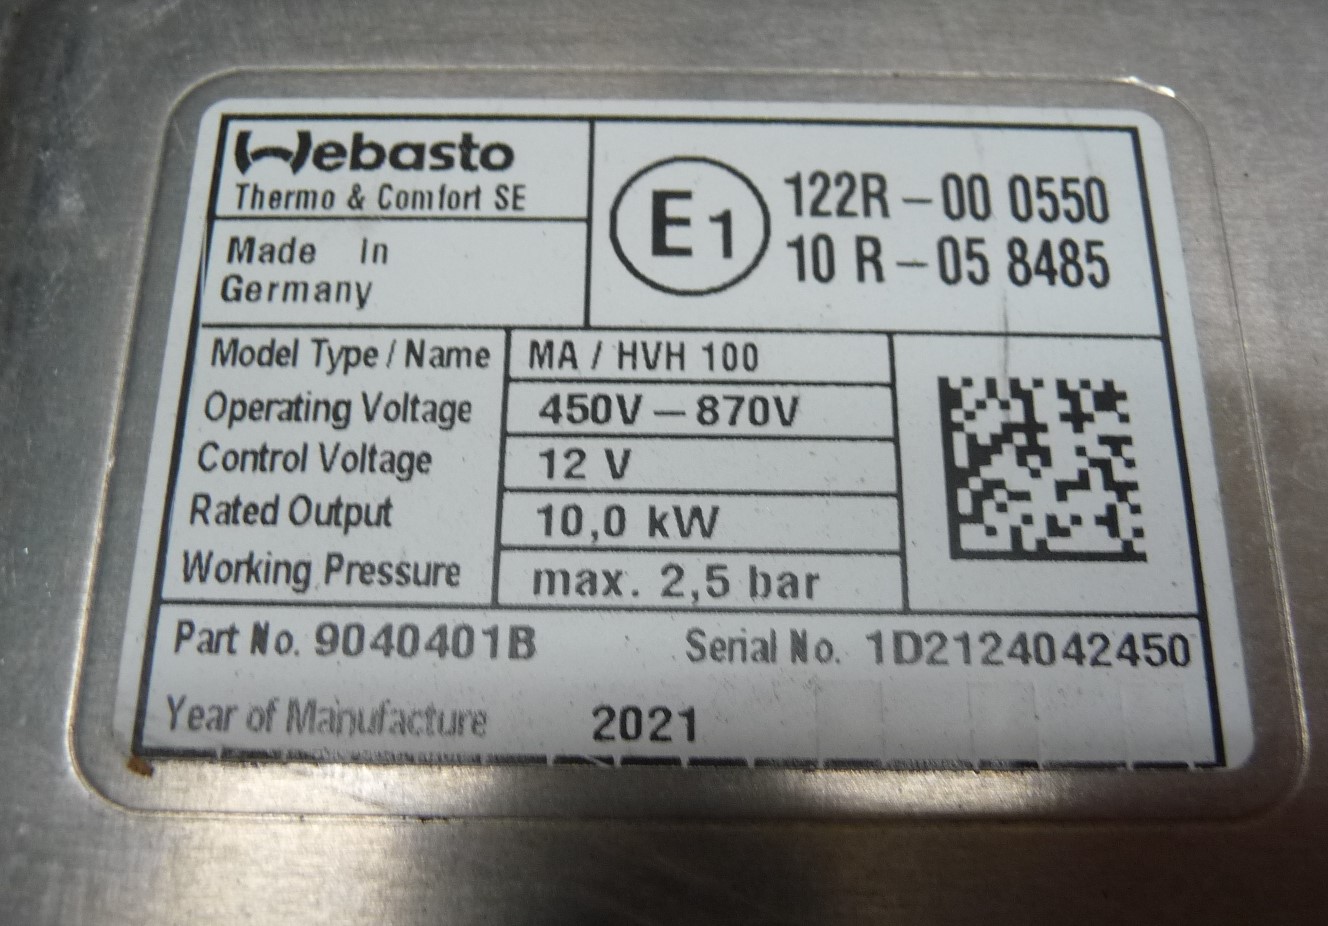 Webasto
Thermo & Comfort SE
Made In
Germany
E1
122R - 00 0550
10 R - 05 8485
Model Type / Name MA / HVH 100
Operating Voltage 450V - 870V
Control Voltage 12 V
Rated Output 10,0 kW
Working Pressure max. 2,5 bar
Part No. 9040401B Serial No. 1D2124042450
Year of Manufacture 2021